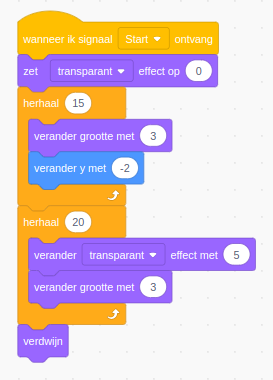 wanneer ik signaal Start ontvang
zet transparant effect op 0
herhaal 15
verander grootte met 3
verander y met -2
herhaal 20
verander transparant effect met 5
verander grootte met 3
verdwijn